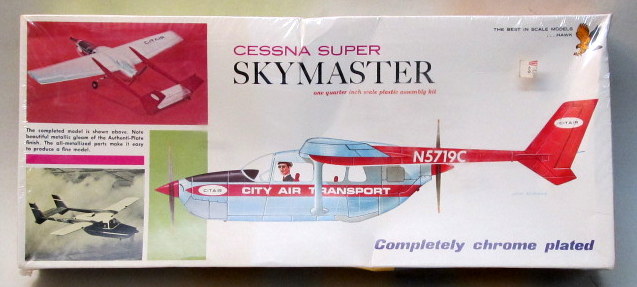 THE BEST IN SCALE MODELS
. . . HAWK
CESSNA SUPER
SKYMASTER
one quarter inch scale plastic assembly kit
The completed model is shown above. Note
beautiful metallic gleam of the Authenti-Plate
finish. The all-metallized parts make it easy
to produce a fine model.
CITAIR
N5719C
CITAIR
CITY AIR TRANSPORT
Completely chrome plated